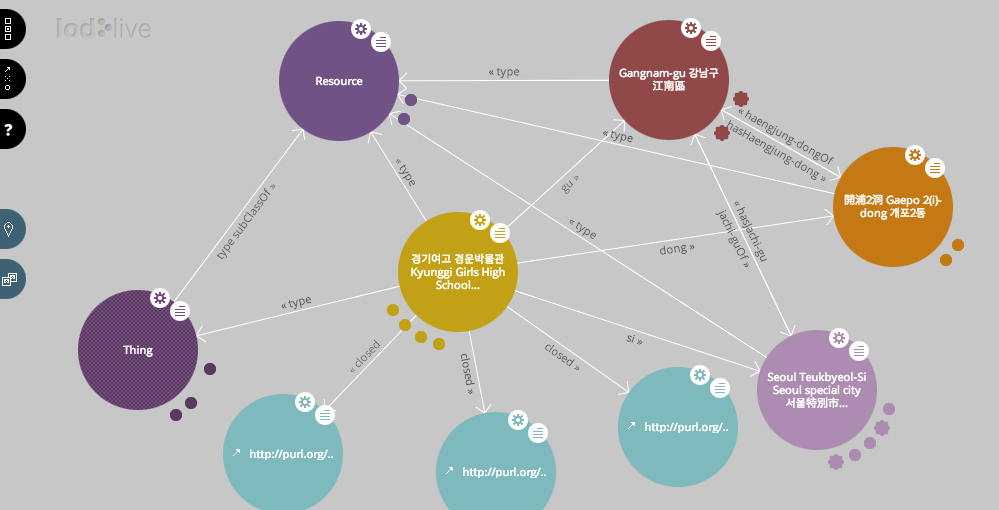 lod live
?
Resource
Gangnam-gu 강남구
江南區
« type
« haengjung-dongOf
hasHaengjung-dong »
« type
« type
gu »
type subClassOf »
« type
開浦2洞 Gaepo 2(i)-
dong 개포2동
« hasJachi-gu
jachi-guOf »
경기여고 경운박물관
Kyunggi Girls High
School...
dong »
« type
Thing
« closed
closed »
closed »
si »
Seoul Teukbyeol-Si
Seoul special city
서울特別市...
http://purl.org/..
http://purl.org/..
http://purl.org/..